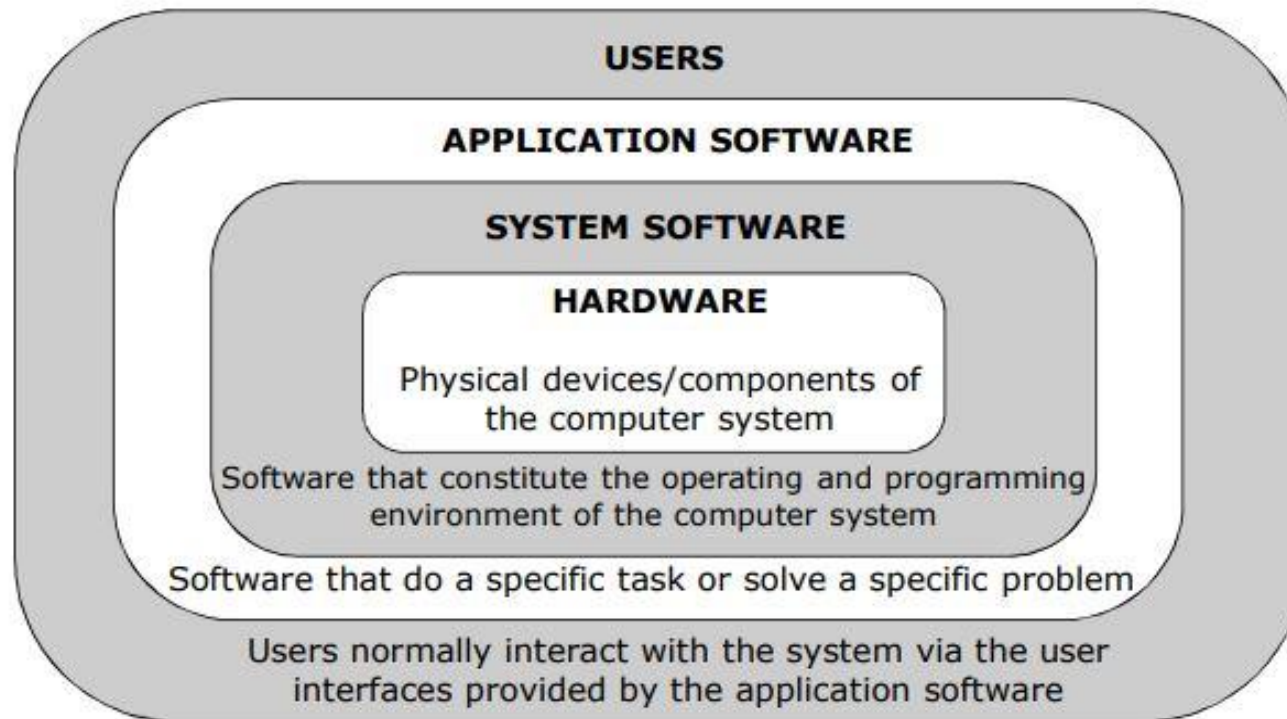 USERS
APPLICATION SOFTWARE
SYSTEM SOFTWARE
HARDWARE
Physical devices/components of
the computer system
Software that constitute the operating and programming
environment of the computer system
Software that do a specific task or solve a specific problem
Users normally interact with the system via the user
interfaces provided by the application software